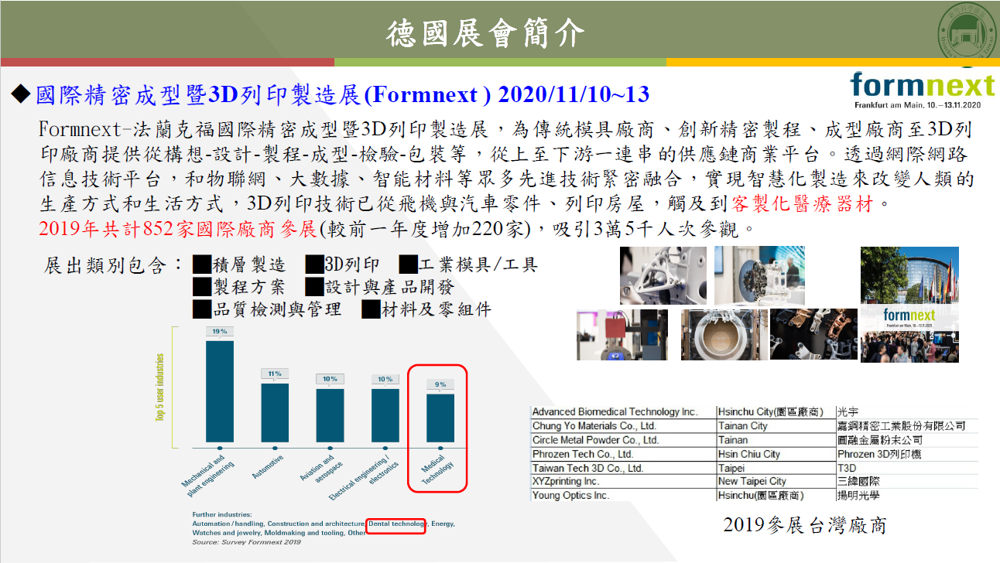 德國展會簡介
◆國際精密成型暨3D列印製造展(Formnext ) 2020/11/10~13
formnext
Frankfurt am Main, 10. – 13.11.2020
Formnext-法蘭克福國際精密成型暨3D列印製造展，為傳統模具廠商、創新精密製程、成型廠商至3D列
印廠商提供從構想-設計-製程-成型-檢驗-包裝等，從上至下游一連串的供應鏈商業平台。透過網際網路
信息技術平台，和物聯網、大數據、智能材料等眾多先進技術緊密融合，實現智慧化製造來改變人類的
生產方式和生活方式，3D列印技術已從飛機與汽車零件、列印房屋，觸及到客製化醫療器材。
2019年共計852家國際廠商參展(較前一年度增加220家)，吸引3萬5千人次參觀。
展出類別包含：■積層製造 ■3D列印 ■工業模具/工具
■製程方案 ■設計與產品開發
■品質檢測與管理 ■材料及零組件
formnext
Frankfurt am Main, 10. – 13.11.2020
Top 5 user industries
19 %
11 %
10 %
10 %
9 %
Mechanical and
plant engineering
Automotive
Aviation and
aerospace
Electrical engineering /
electronics
Medical
Technology
Further industries:
Automation / handling, Construction and architecture, Dental technology, Energy,
Watches and jewelry, Moldmaking and tooling, Other
Source: Survey Formnext 2019
Advanced Biomedical Technology Inc. Hsinchu City(園區廠商) 光宇
Chung Yo Materials Co., Ltd. Tainan City 嘉鋼精密工業股份有限公司
Circle Metal Powder Co., Ltd. Tainan 圓融金屬粉末公司
Phrozen Tech Co., Ltd. Hsin Chiu City Phrozen 3D列印機
Taiwan Tech 3D Co., Ltd. Taipei T3D
XYZprinting Inc. New Taipei City 三緯國際
Young Optics Inc. Hsinchu(園區廠商) 揚明光學
2019參展台灣廠商